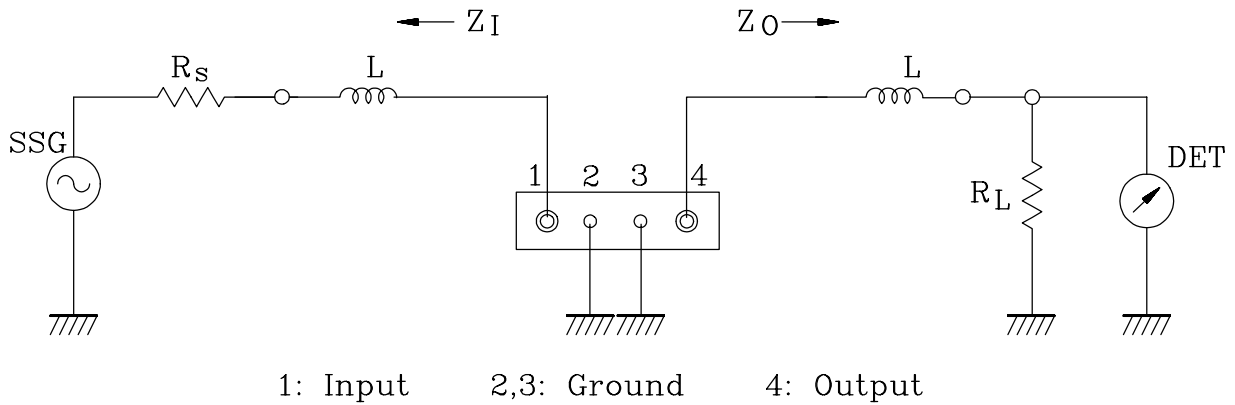 Z_I Z_O
R_s L L
SSG DET
1 2 3 4
R_L
1: Input 2,3: Ground 4: Output